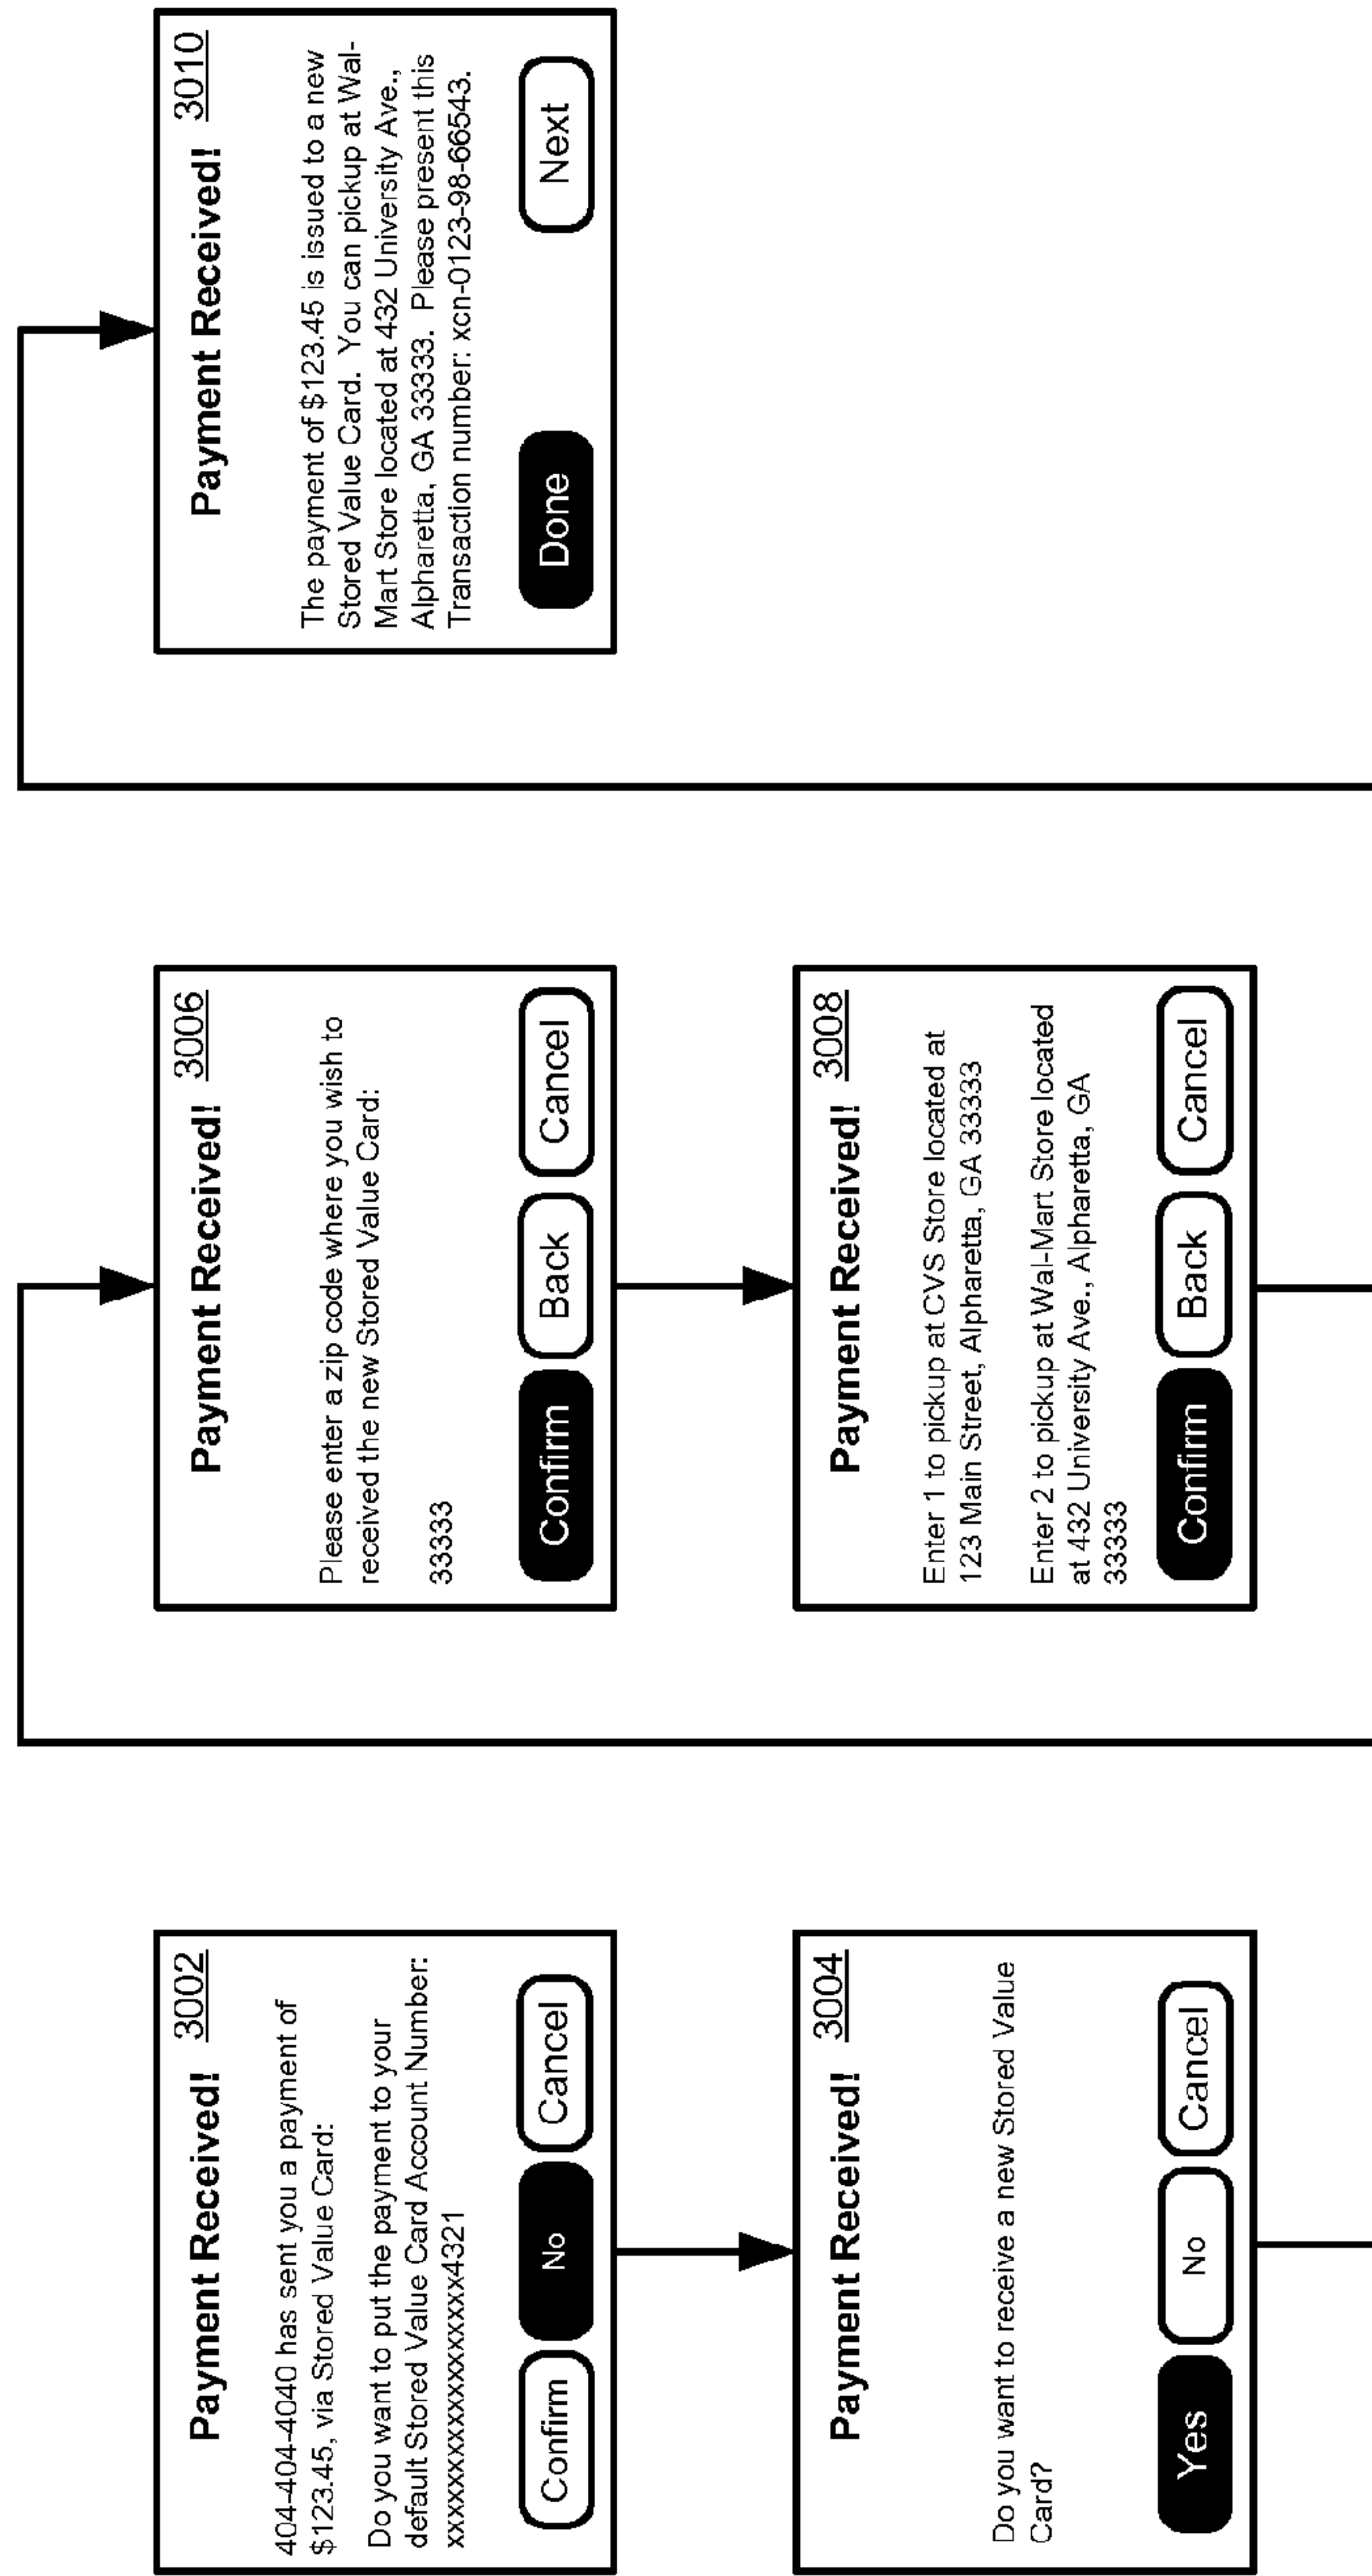 Payment Received! 3002
404-404-4040 has sent you a payment of
$123.45, via Stored Value Card:
Do you want to put the payment to your
default Stored Value Card Account Number:
xxxxxxxxxxxxxxxx4321
Confirm No Cancel
Payment Received! 3004
Do you want to receive a new Stored Value
Card?
Yes No Cancel
Payment Received! 3006
Please enter a zip code where you wish to
received the new Stored Value Card:
33333
Confirm Back Cancel
Payment Received! 3008
Enter 1 to pickup at CVS Store located at
123 Main Street, Alpharetta, GA 33333
Enter 2 to pickup at Wal-Mart Store located
at 432 University Ave., Alpharetta, GA
33333
Confirm Back Cancel
Payment Received! 3010
The payment of $123.45 is issued to a new
Stored Value Card. You can pickup at Wal-
Mart Store located at 432 University Ave.,
Alpharetta, GA 33333. Please present this
Transaction number: xcn-0123-98-66543.
Done Next